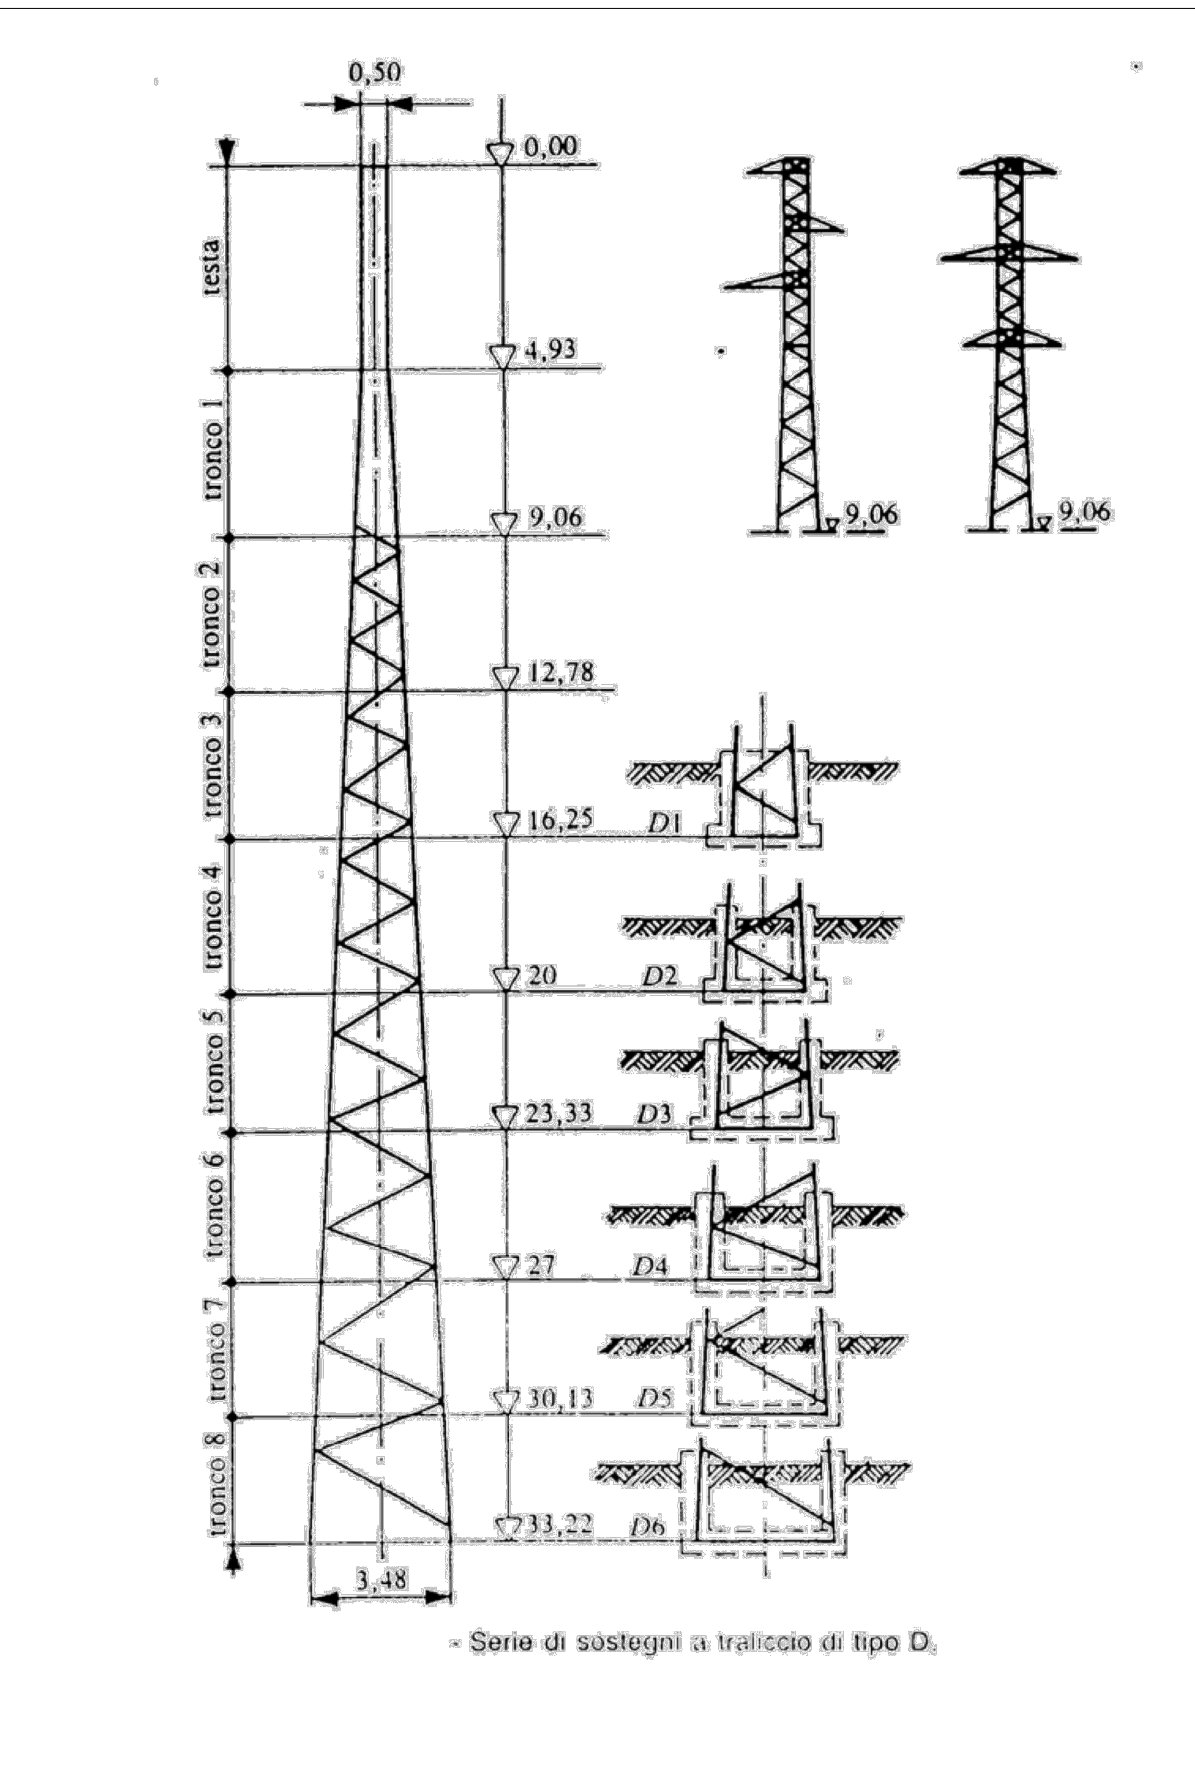 0,50
0,00
testa
4,93
tronco 1
9,06
9,06
9,06
tronco 2
12,78
tronco 3
16,25 D1
tronco 4
20 D2
tronco 5
23,33 D3
tronco 6
27 D4
tronco 7
30,13 D5
tronco 8
33,22 D6
3,48
- Serie di sostegni a traliccio di tipo D.